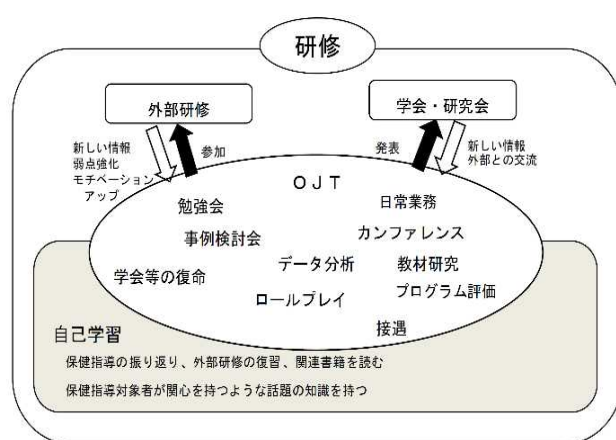 研修
外部研修
学会・研究会
新しい情報
弱点強化
モチベーション
アップ
参加
発表
新しい情報
外部との交流
ＯＪＴ
勉強会
日常業務
事例検討会
カンファレンス
データ分析
教材研究
学会等の復命
ロールプレイ
プログラム評価
接遇
自己学習
保健指導の振り返り、外部研修の復習、関連書籍を読む
保健指導対象者が関心を持つような話題の知識を持つ